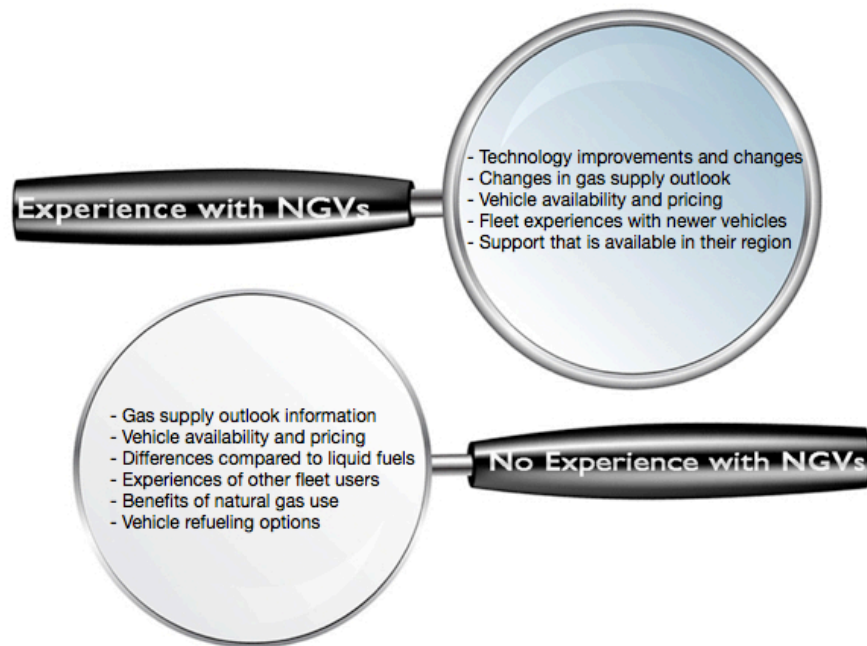 Experience with NGVs
- Technology improvements and changes
- Changes in gas supply outlook
- Vehicle availability and pricing
- Fleet experiences with newer vehicles
- Support that is available in their region
- Gas supply outlook information
- Vehicle availability and pricing
- Differences compared to liquid fuels
- Experiences of other fleet users
- Benefits of natural gas use
- Vehicle refueling options
No Experience with NGVs